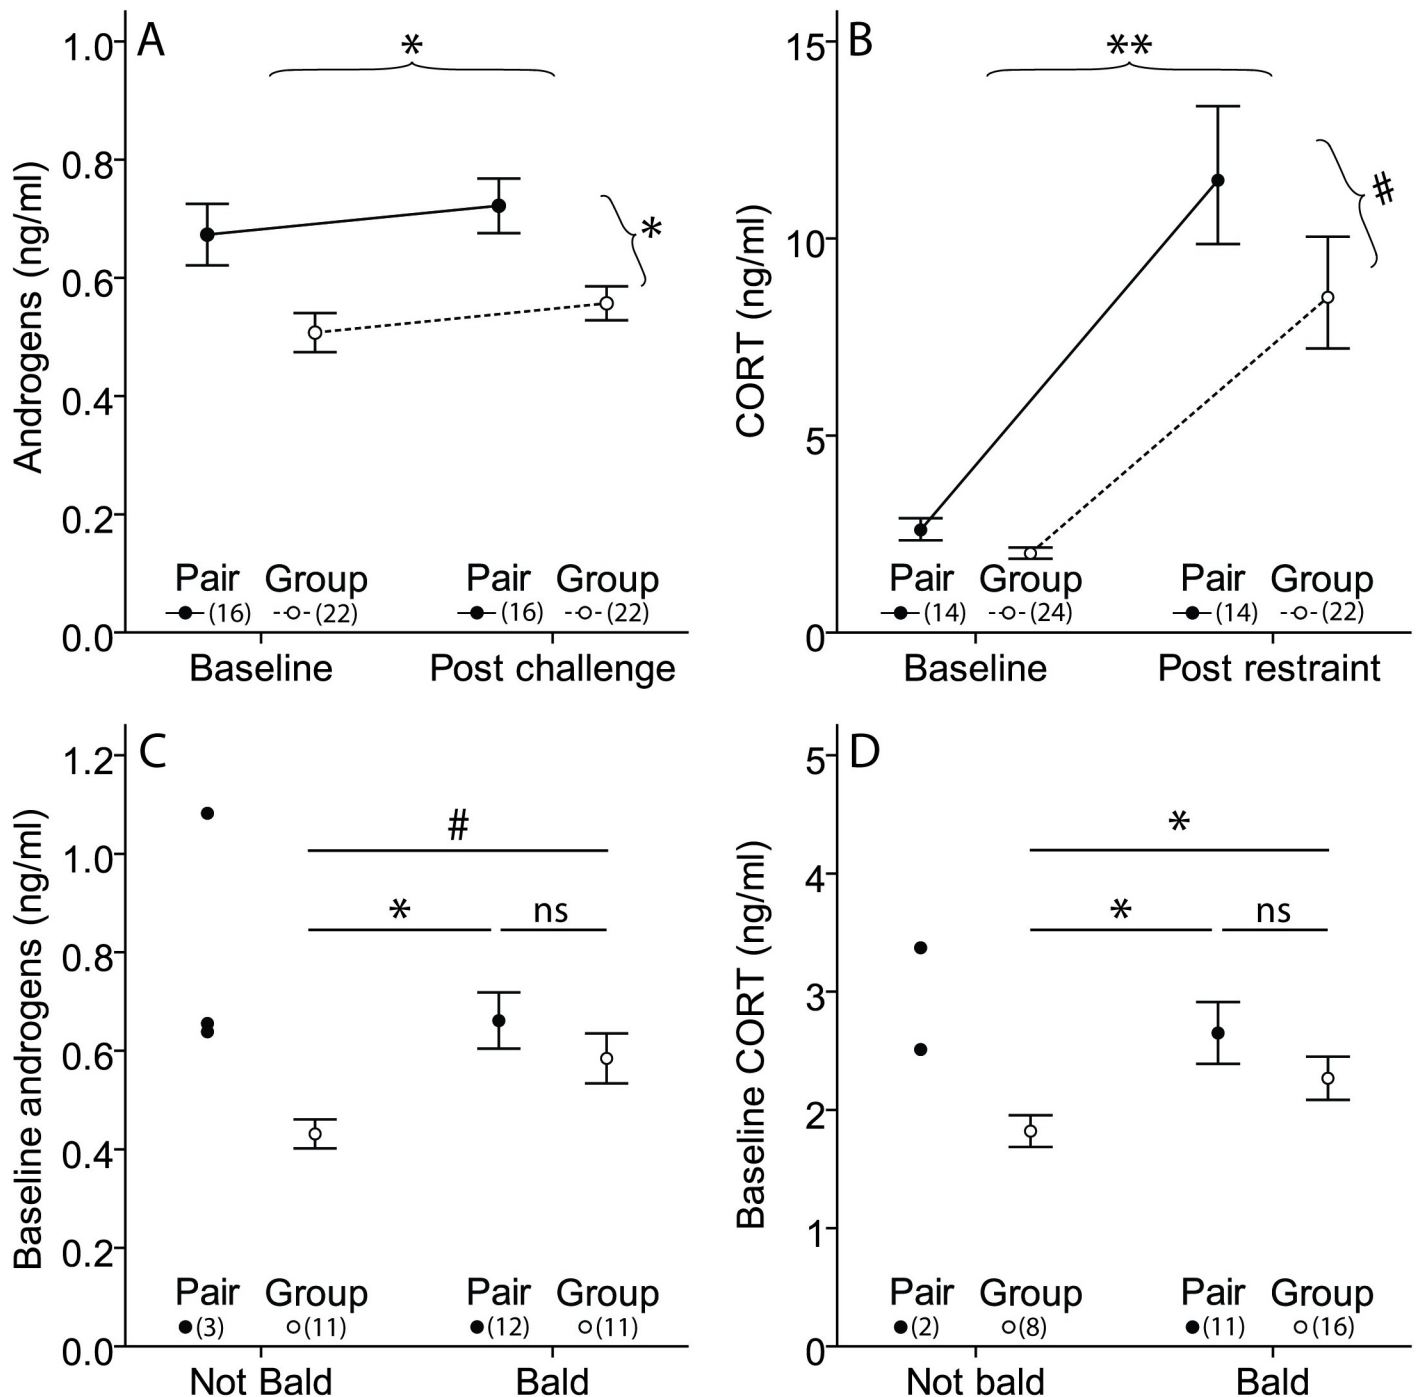 A
*
1.0
0.8
0.6
0.4
0.2
0.0
Androgens (ng/ml)
*
Pair Group Pair Group
(16) (22) (16) (22)
Baseline Post challenge
B
**
15
10
5
0
CORT (ng/ml)
#
Pair Group Pair Group
(14) (24) (14) (22)
Baseline Post restraint
C
1.2
1.0
0.8
0.6
0.4
0.2
0.0
Baseline androgens (ng/ml)
#
* ns
Pair Group Pair Group
(3) (11) (12) (11)
Not Bald Bald
D
5
4
3
2
1
0
Baseline CORT (ng/ml)
*
* ns
Pair Group Pair Group
(2) (8) (11) (16)
Not bald Bald